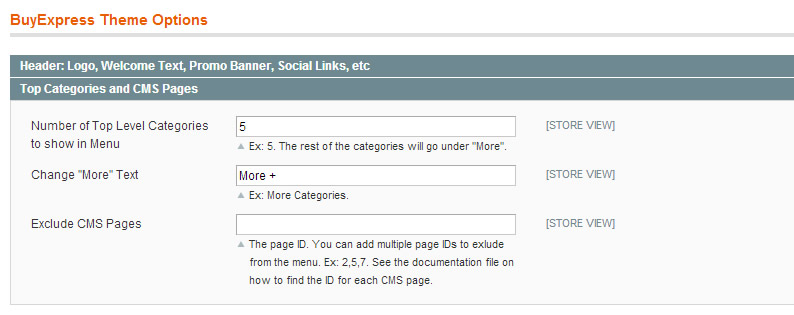 BuyExpress Theme Options
Header: Logo, Welcome Text, Promo Banner, Social Links, etc
Top Categories and CMS Pages
Number of Top Level Categories
to show in Menu
5
[STORE VIEW]
Ex: 5. The rest of the categories will go under "More".
Change "More" Text
More +
[STORE VIEW]
Ex: More Categories.
Exclude CMS Pages
[STORE VIEW]
The page ID. You can add multiple page IDs to exlude
from the menu. Ex: 2,5,7. See the documentation file on
how to find the ID for each CMS page.